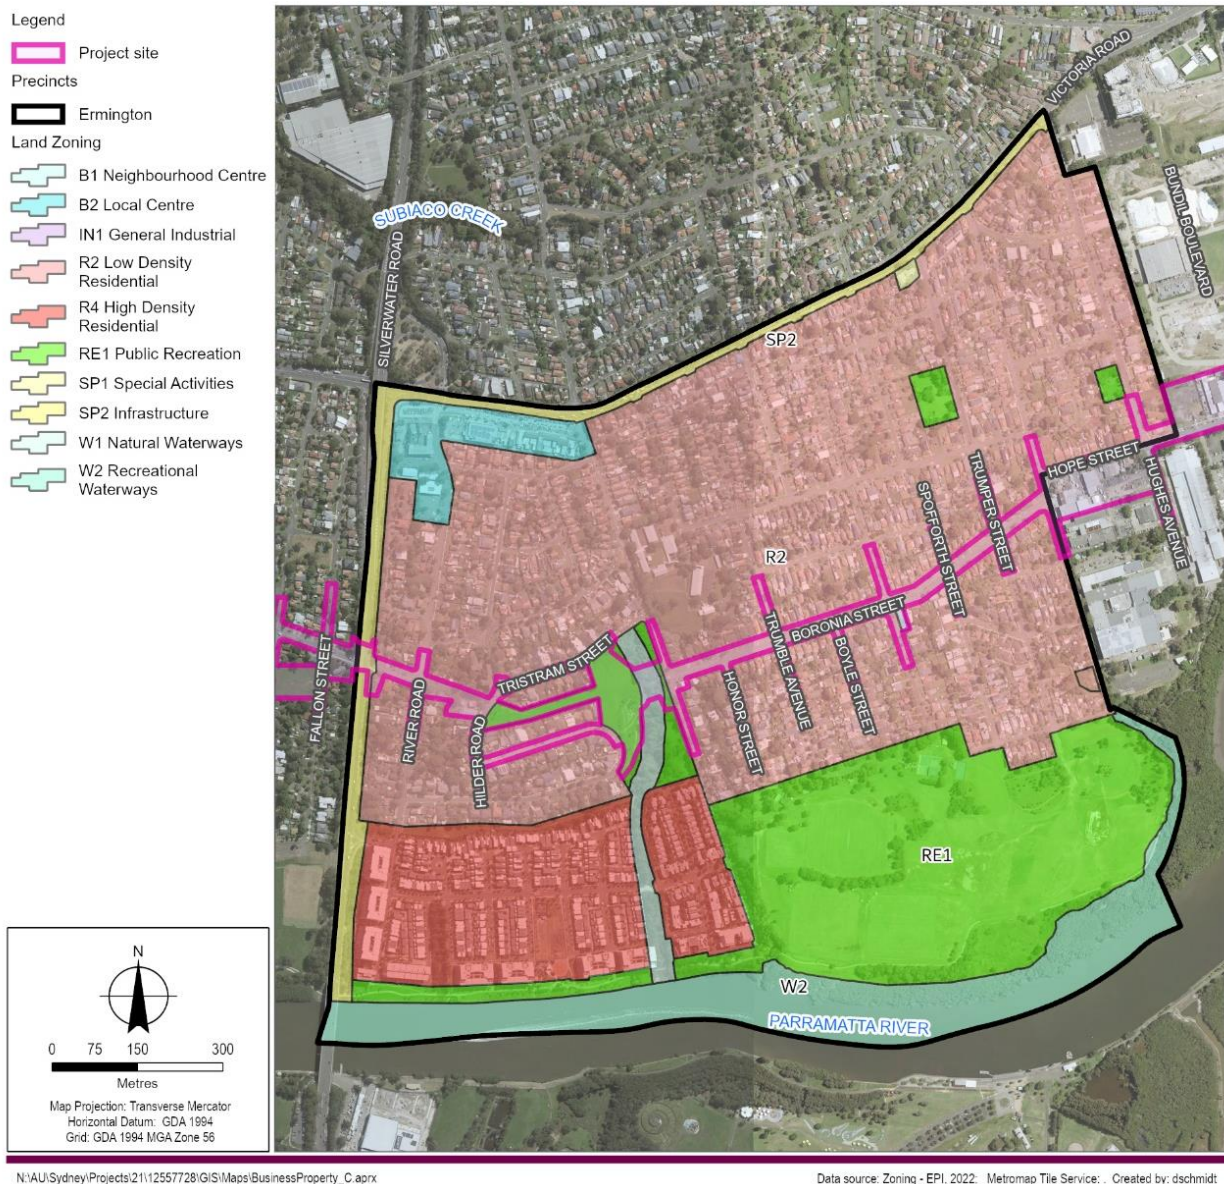 Legend
Project site
Precincts
Ermington
Land Zoning
B1 Neighbourhood Centre
B2 Local Centre
IN1 General Industrial
R2 Low Density
Residential
R4 High Density
Residential
RE1 Public Recreation
SP1 Special Activities
SP2 Infrastructure
W1 Natural Waterways
W2 Recreational
Waterways
VICTORIA ROAD
BUNDIL BOULEVARD
SUBIACO CREEK
SILVERWATER ROAD
SP2
HOPE STREET
HUGHES AVENUE
TRUMPER STREET
SPOFFORTH STREET
R2
BORONIA STREET
TRUMBLE AVENUE
BOYLE STREET
HONOR STREET
TRISTRAM STREET
FALLON STREET
RIVER ROAD
HILDER ROAD
RE1
W2
PARRAMATTA RIVER
N
0 75 150 300
Metres
Map Projection: Transverse Mercator
Horizontal Datum: GDA 1994
Grid: GDA 1994 MGA Zone 56
N:\AU\Sydney\Projects\21\12557728\GIS\Maps\BusinessProperty_C.aprx
Data source: Zoning - EPI, 2022: Metromap Tile Service: . Created by: dschmidt